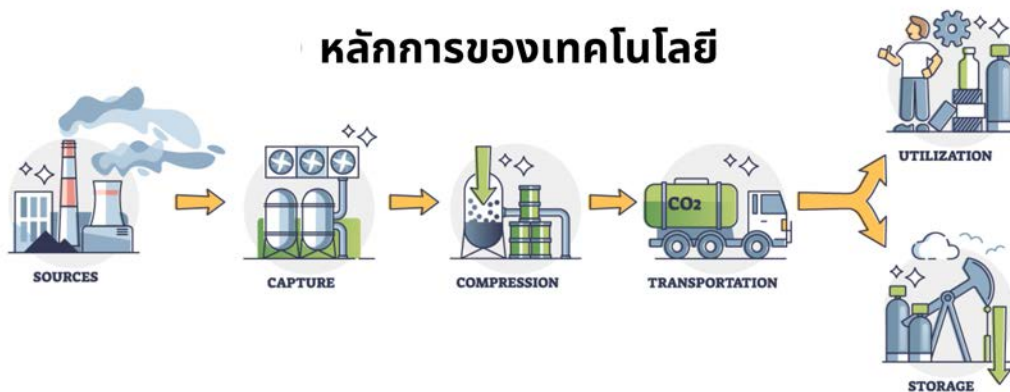 หลักการของเทคโนโลยี
SOURCES
CAPTURE
COMPRESSION
CO2
TRANSPORTATION
UTILIZATION
STORAGE